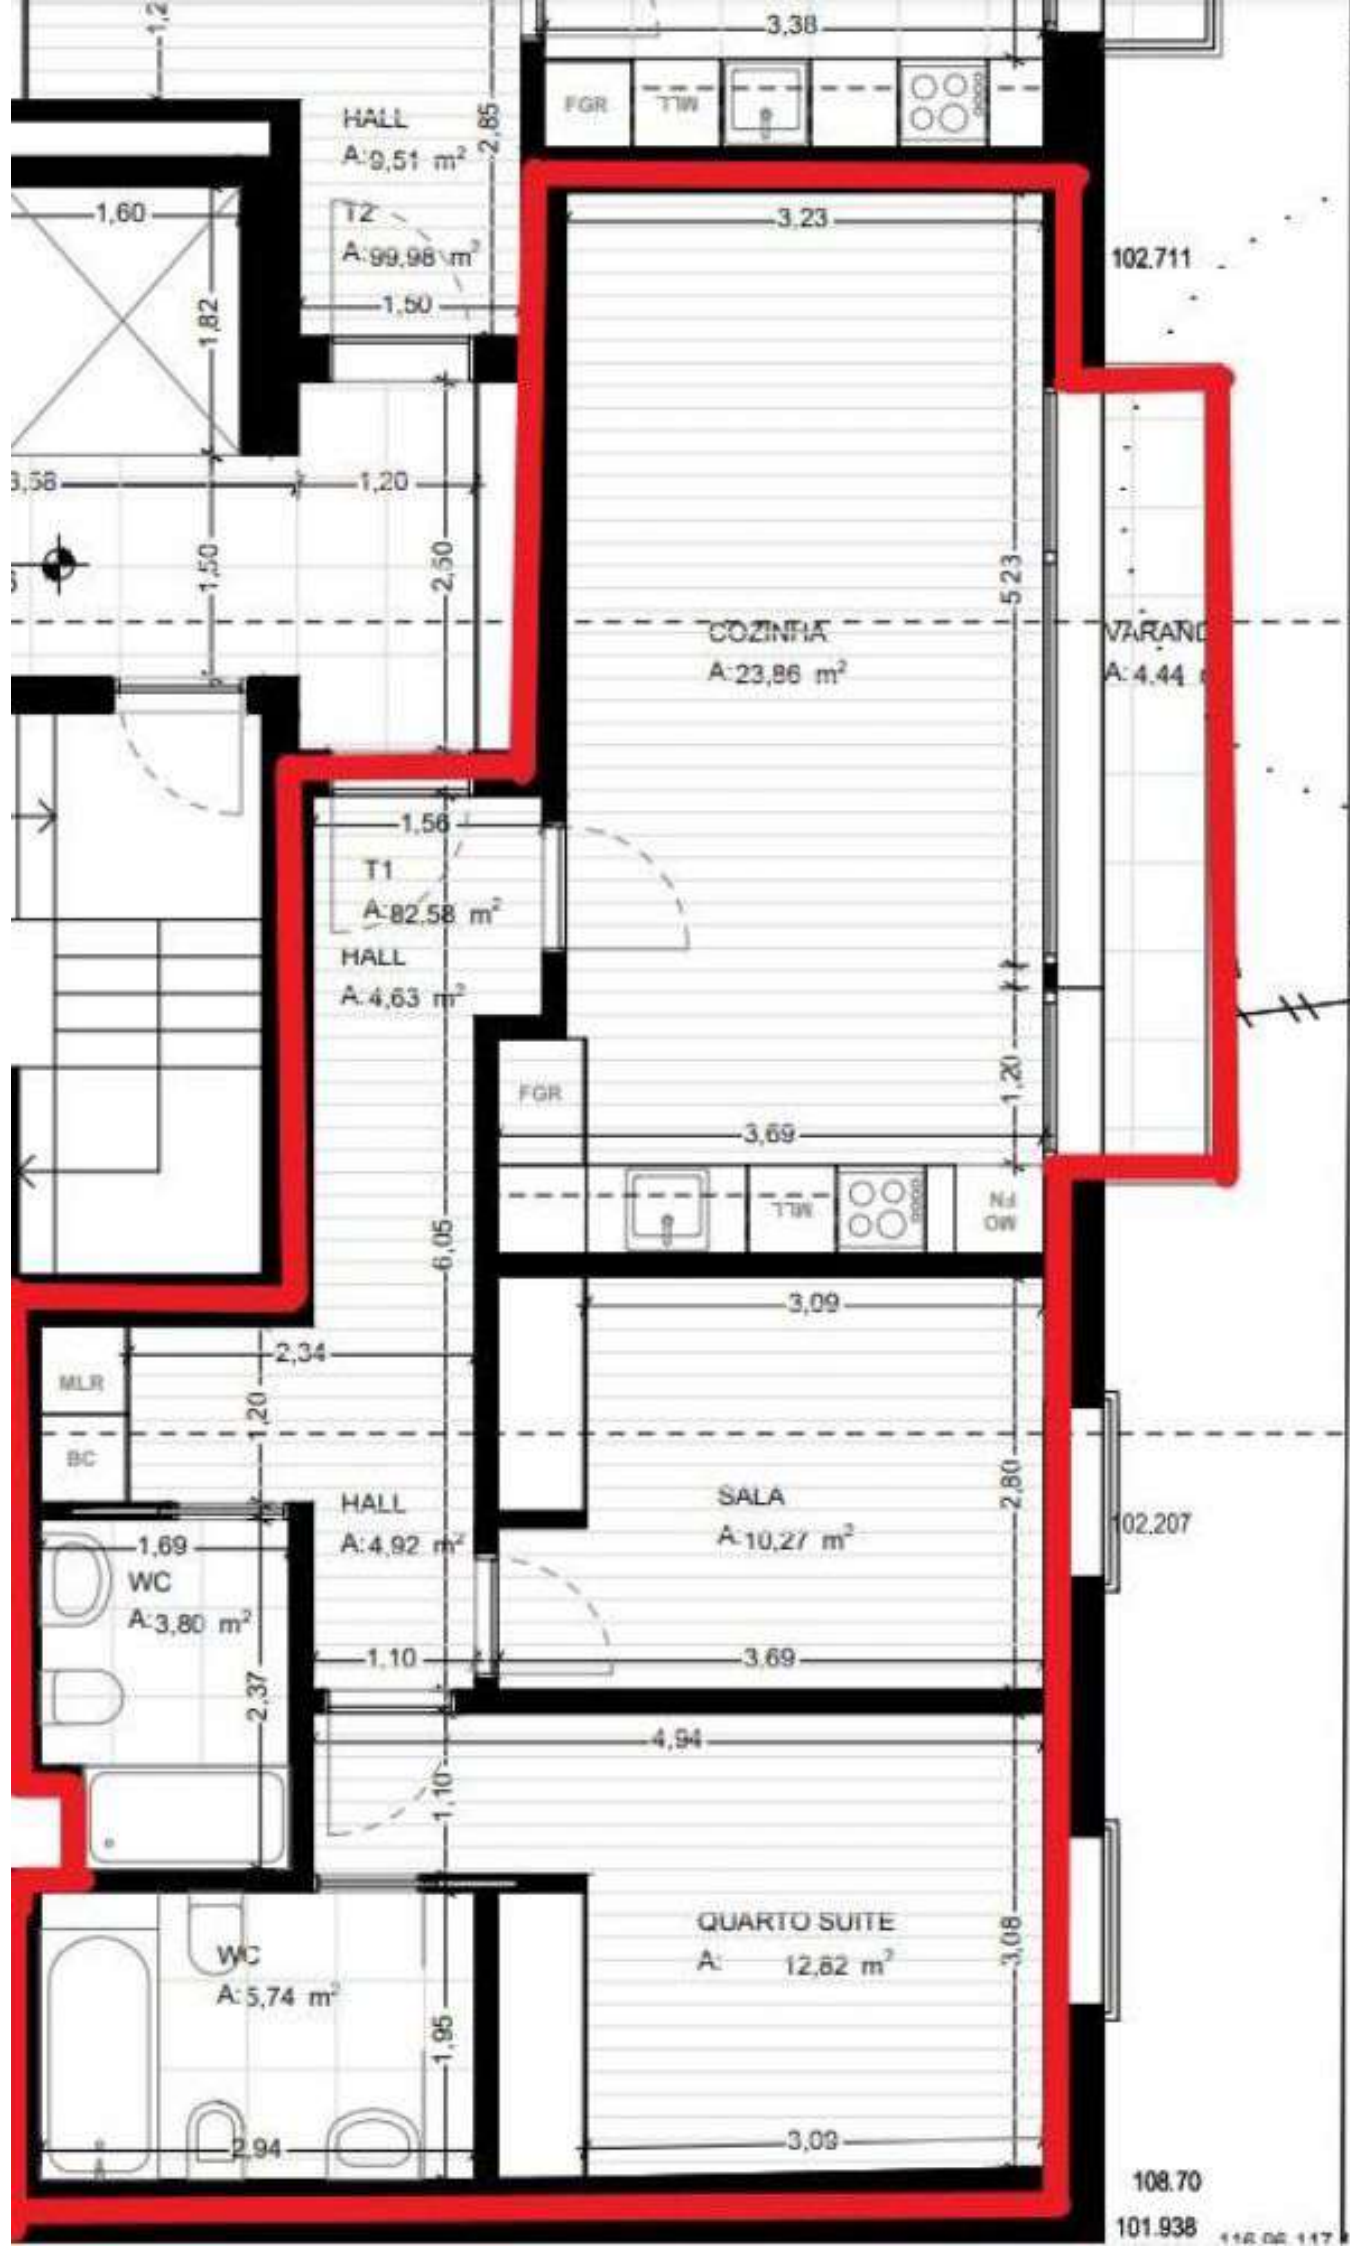 3,38
FGR
MLL
HALL
A:9,51 m²
2,85
1,60
T2
A:99,98 m²
3,23
102.711
1,82
1,50
1,20
1,50
2,50
5,23
COZINHA
A:23,86 m²
VARAND
A:4,44
1,56
T1
A:82,58 m²
HALL
A:4,63 m²
FGR
1,20
3,69
MLL
FN
MO
6,05
3,09
2,34
MLR
1,20
BC
HALL
A:4,92 m²
SALA
A:10,27 m²
2,80
102.207
1,69
WC
A:3,80 m²
1,10
3,69
2,37
4,94
1,10
QUARTO SUITE
A: 12,82 m²
3,08
WC
A:5,74 m²
1,95
2,94
3,09
108.70
101.938